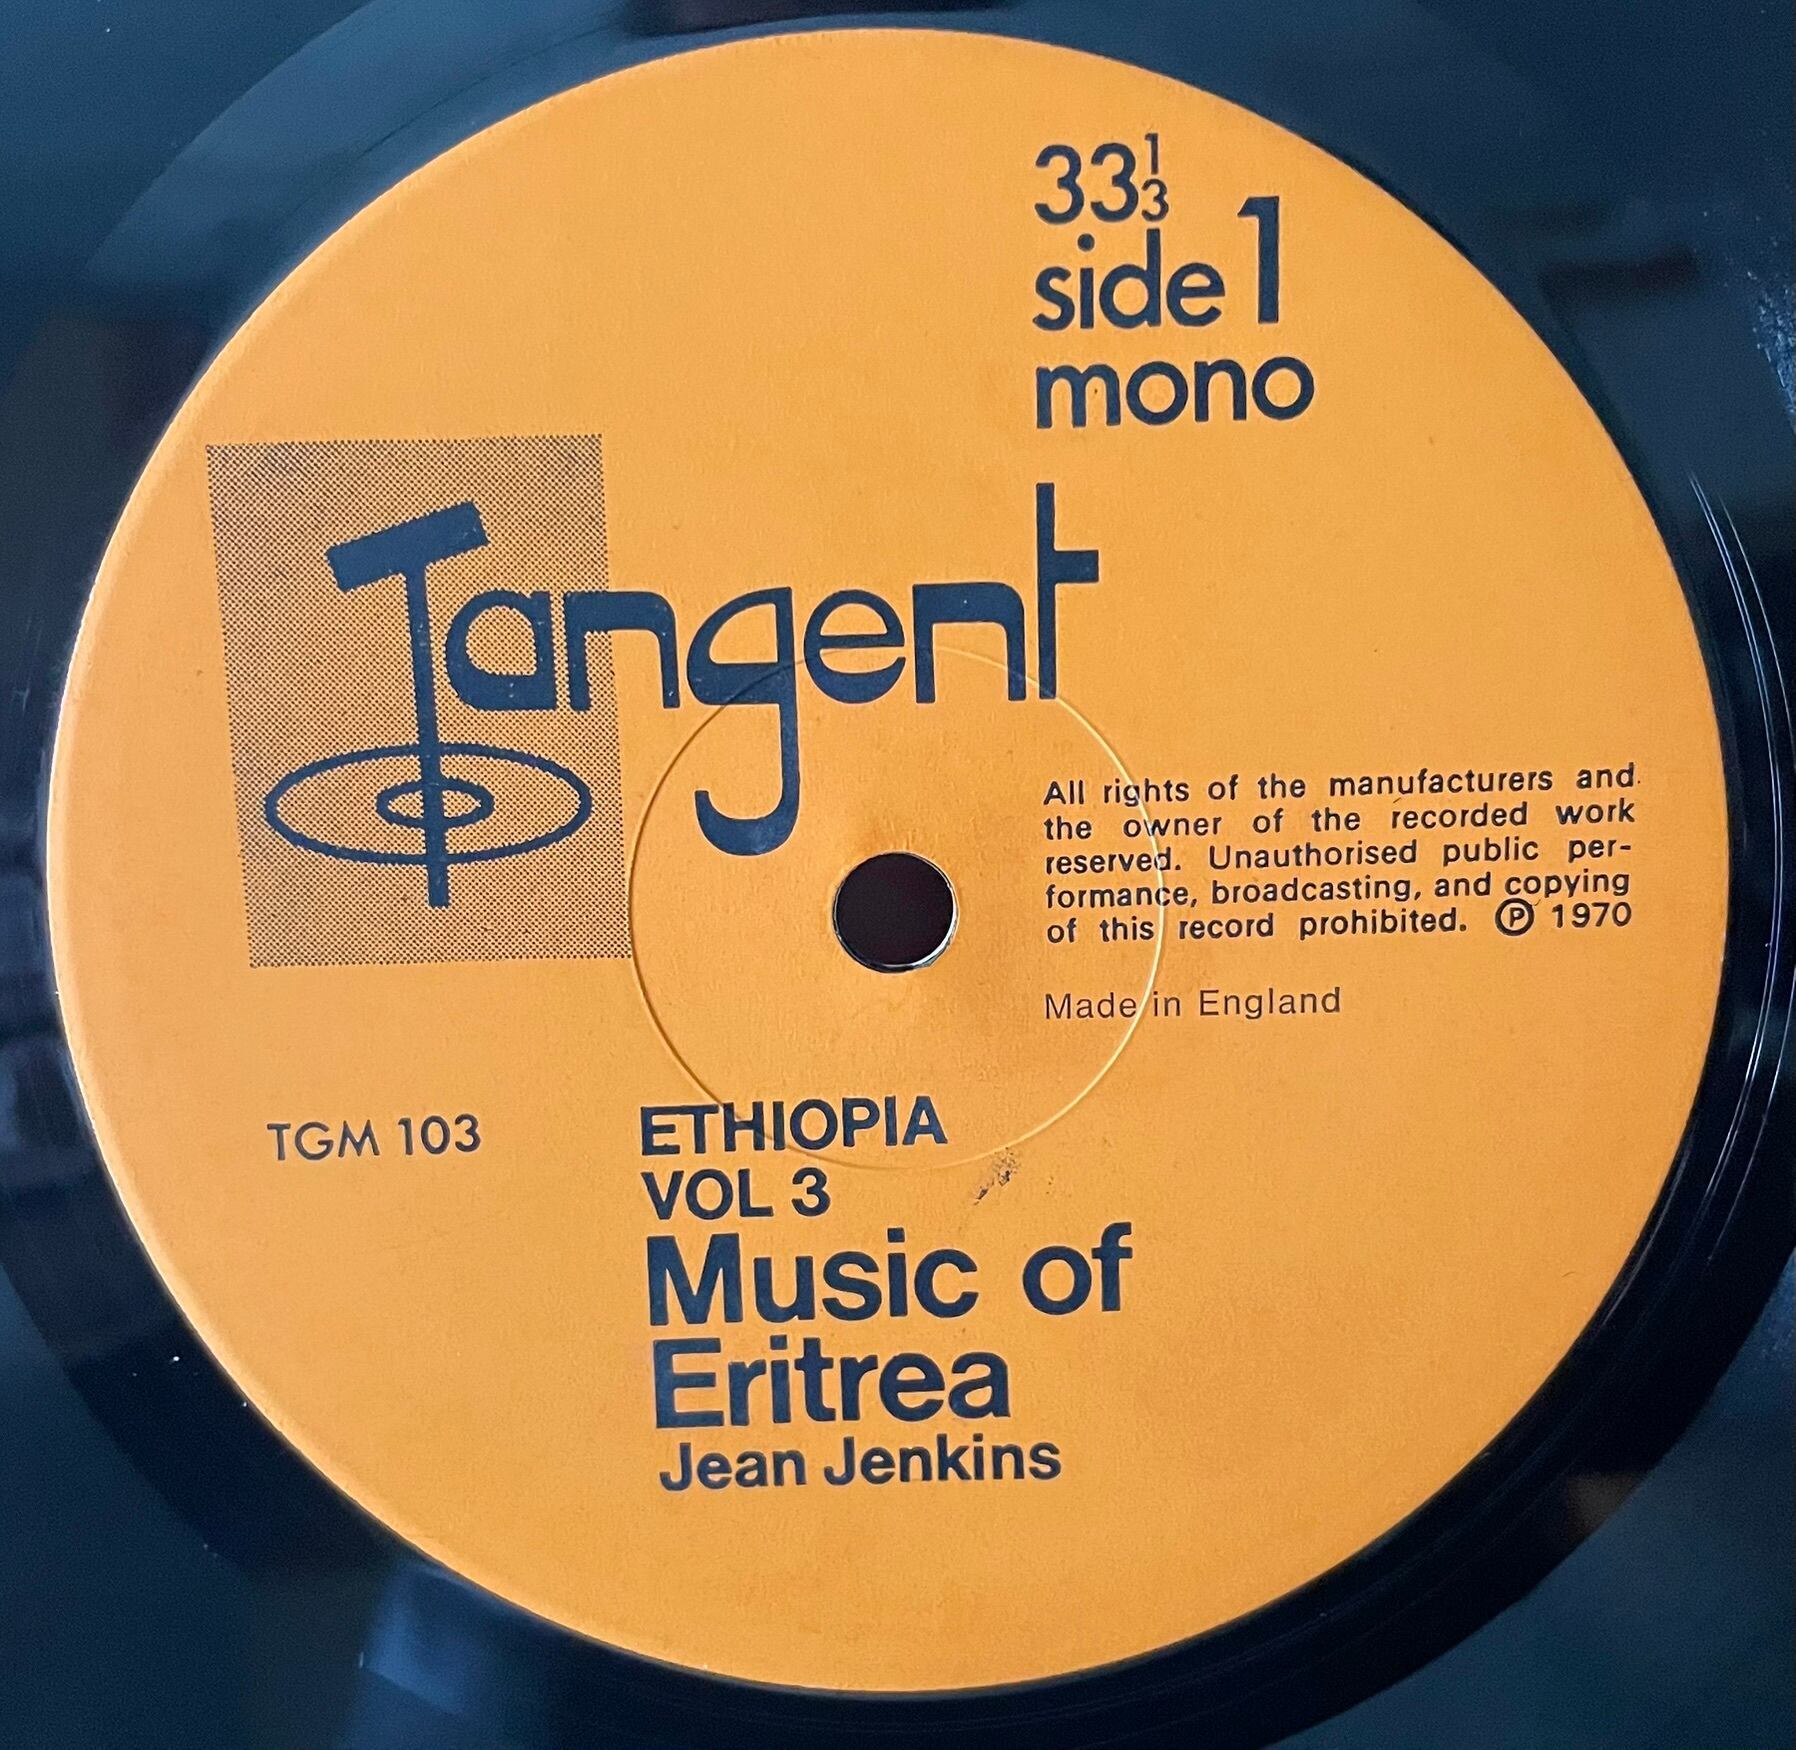 33⅓
side 1
mono
Tangent
All rights of the manufacturers and
the owner of the recorded work
reserved. Unauthorised public per-
formance, broadcasting, and copying
of this record prohibited. ℗ 1970
Made in England
TGM 103
ETHIOPIA
VOL 3
Music of
Eritrea
Jean Jenkins